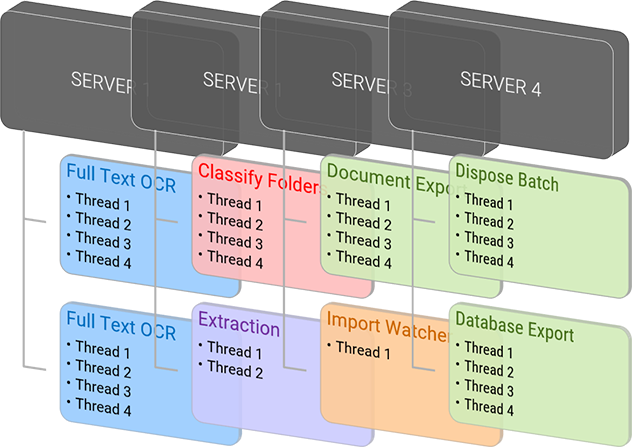 SERVER 1
SERVER 1
SERVER 3
SERVER 4
Full Text OCR
• Thread 1
• Thread 2
• Thread 3
• Thread 4
Classify Folders
• Thread 1
• Thread 2
• Thread 3
• Thread 4
Document Export
• Thread 1
• Thread 2
• Thread 3
• Thread 4
Dispose Batch
• Thread 1
• Thread 2
• Thread 3
• Thread 4
Full Text OCR
• Thread 1
• Thread 2
• Thread 3
• Thread 4
Extraction
• Thread 1
• Thread 2
Import Watcher
• Thread 1
Database Export
• Thread 1
• Thread 2
• Thread 3
• Thread 4